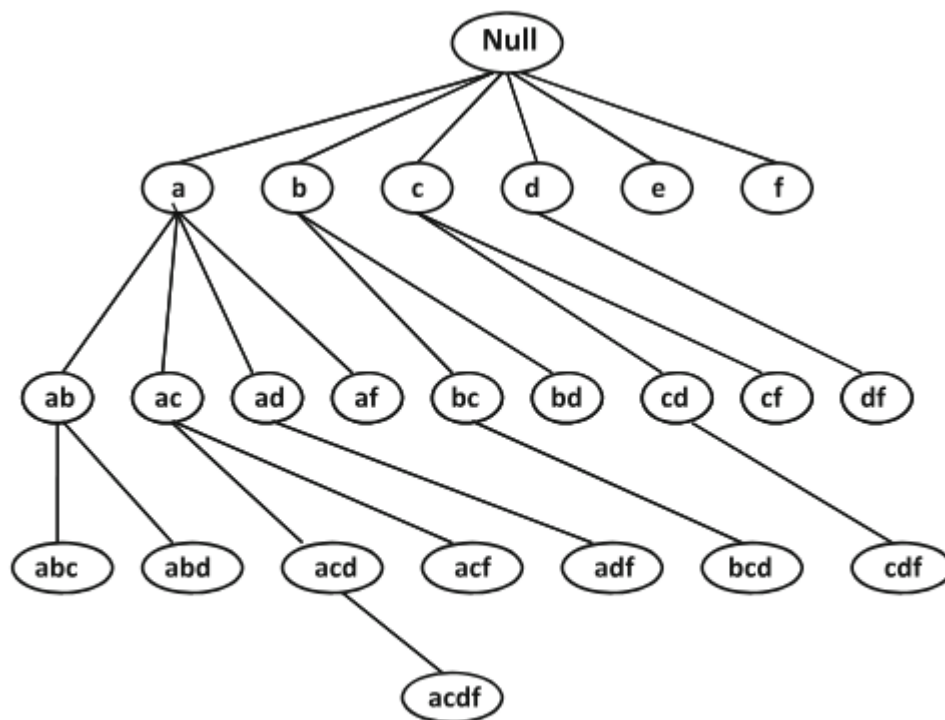 Null
a b c d e f
ab ac ad af bc bd cd cf df
abc abd acd acf adf bcd cdf
acdf